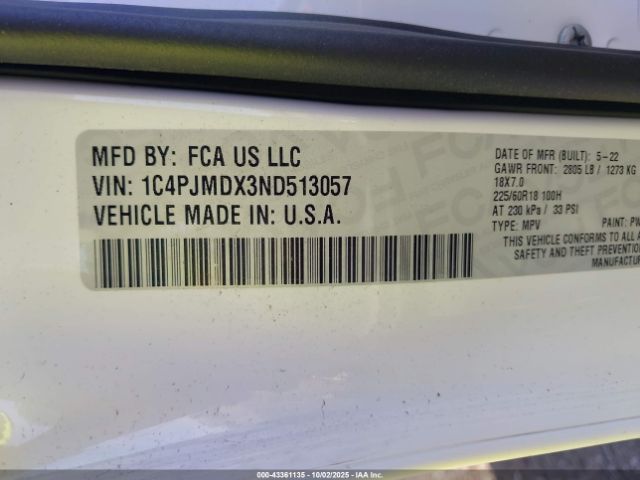 MFD BY: FCA US LLC
VIN: 1C4PJMDX3ND513057
VEHICLE MADE IN: U.S.A.
DATE OF MFR (BUILT): 5-22
GAWR FRONT: 2805 LB / 1273 KG
18X7.0
225/60R18 100H
AT 230 kPa / 33 PSI
TYPE: MPV PAINT: PW
THIS VEHICLE CONFORMS TO ALL A
SAFETY AND THEFT PREVENTION
MANUFACTUR
000-43361135 - 10/02/2025 - © IAA Inc.